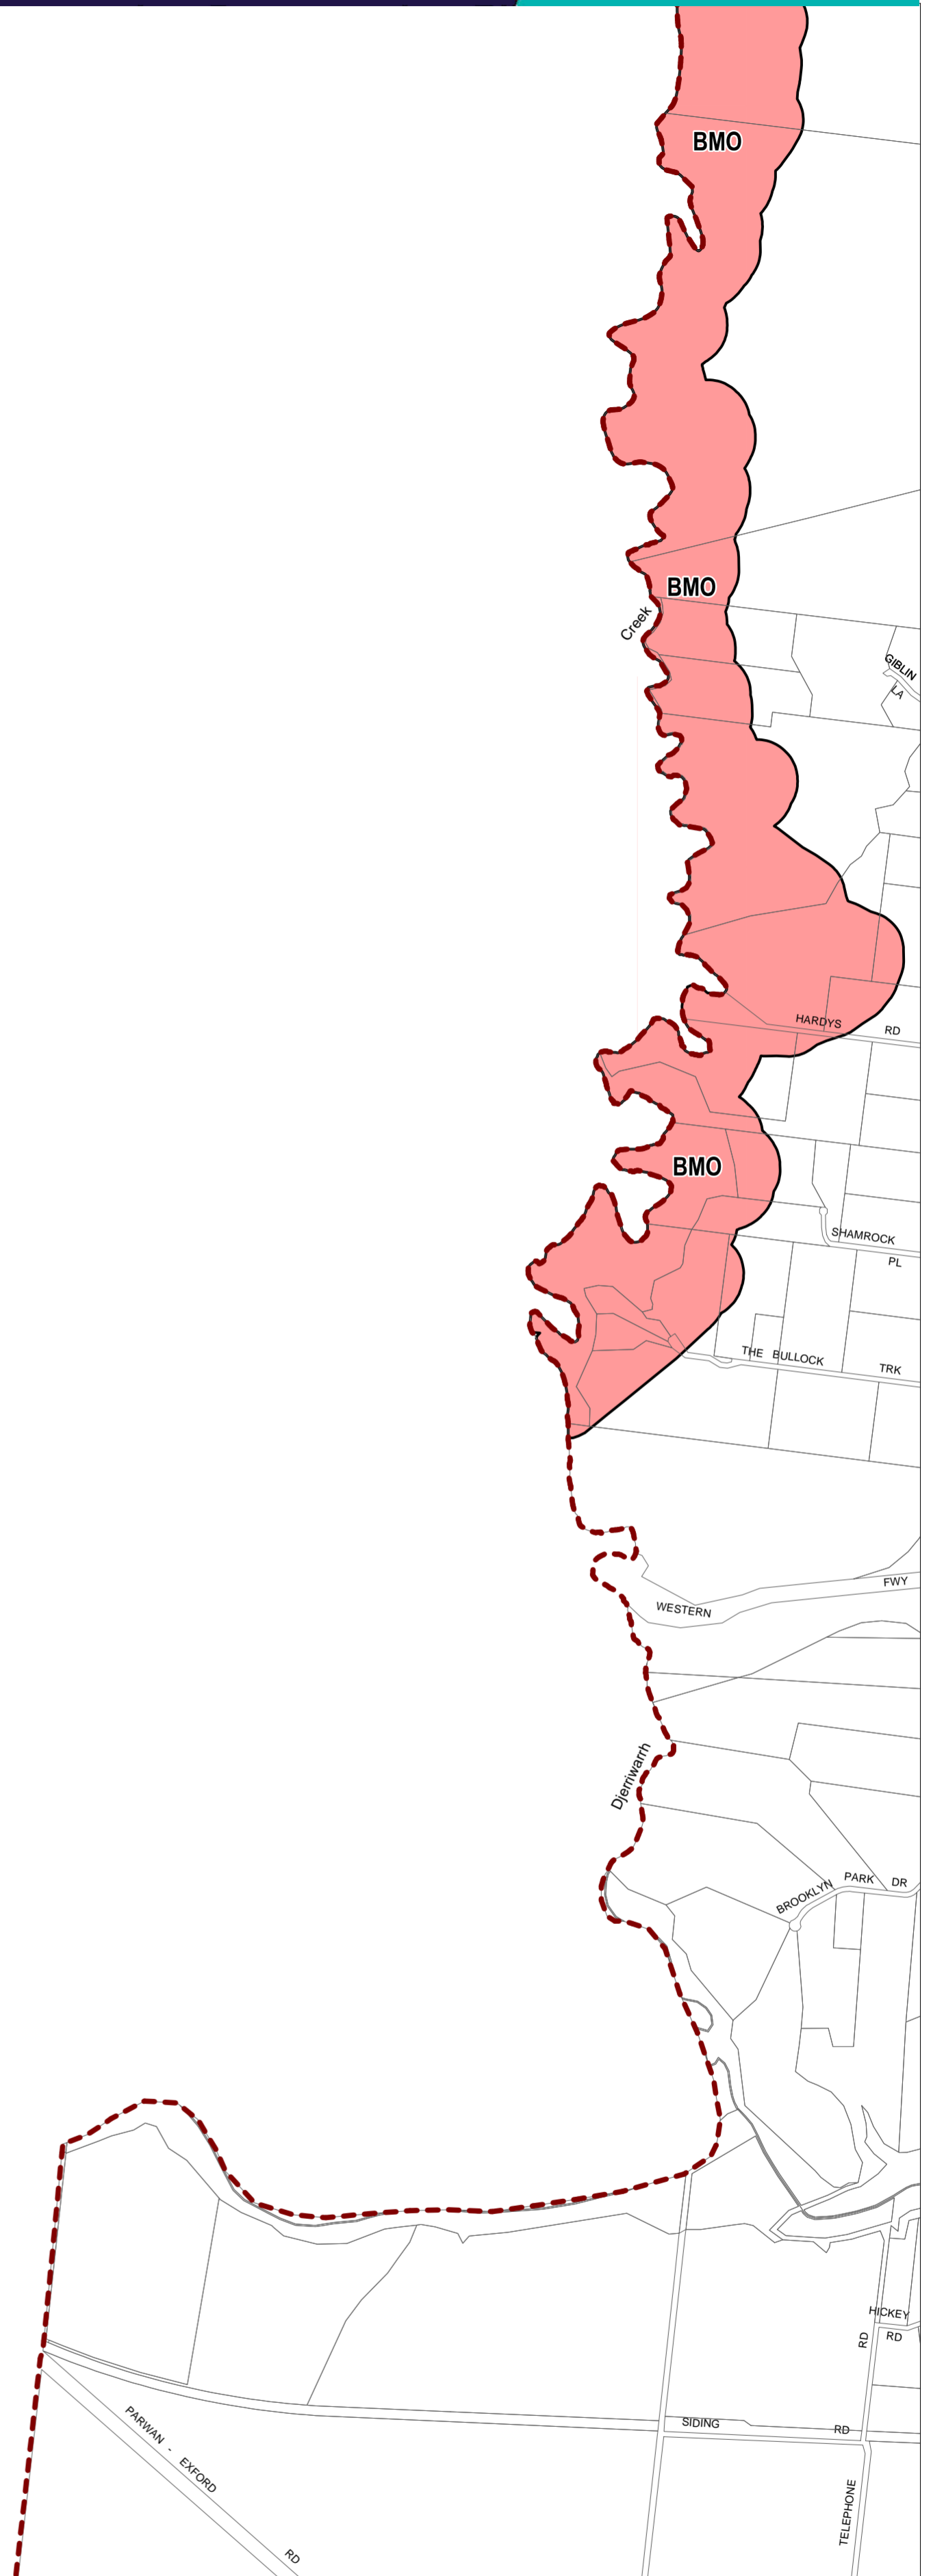 BMO
BMO
Creek
GIBLIN
LA
HARDYS RD
BMO
SHAMROCK
PL
THE BULLOCK TRK
FWY
WESTERN
Djerriwarrh
BROOKLYN PARK DR
HICKEY
RD
RD
SIDING RD
PARWAN - EXFORD RD
TELEPHONE